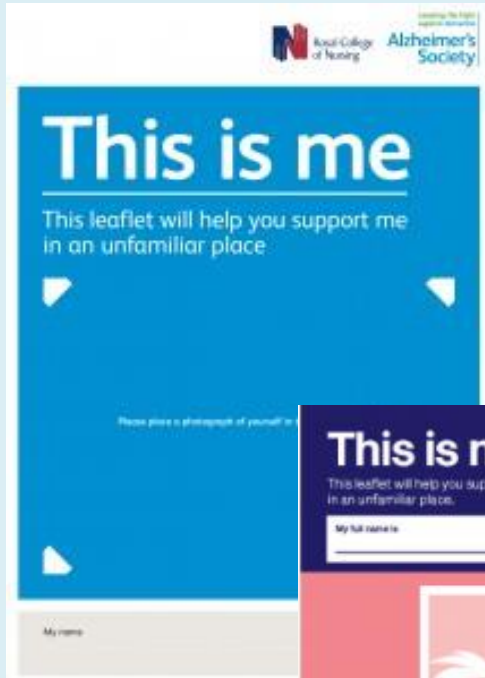 Royal College
of Nursing
Alzheimer's
Society
This is me
This leaflet will help you support me
in an unfamiliar place
Please place a photograph of yourself in
My name
This is
This leaflet will help you
in an unfamiliar place.
My full name is